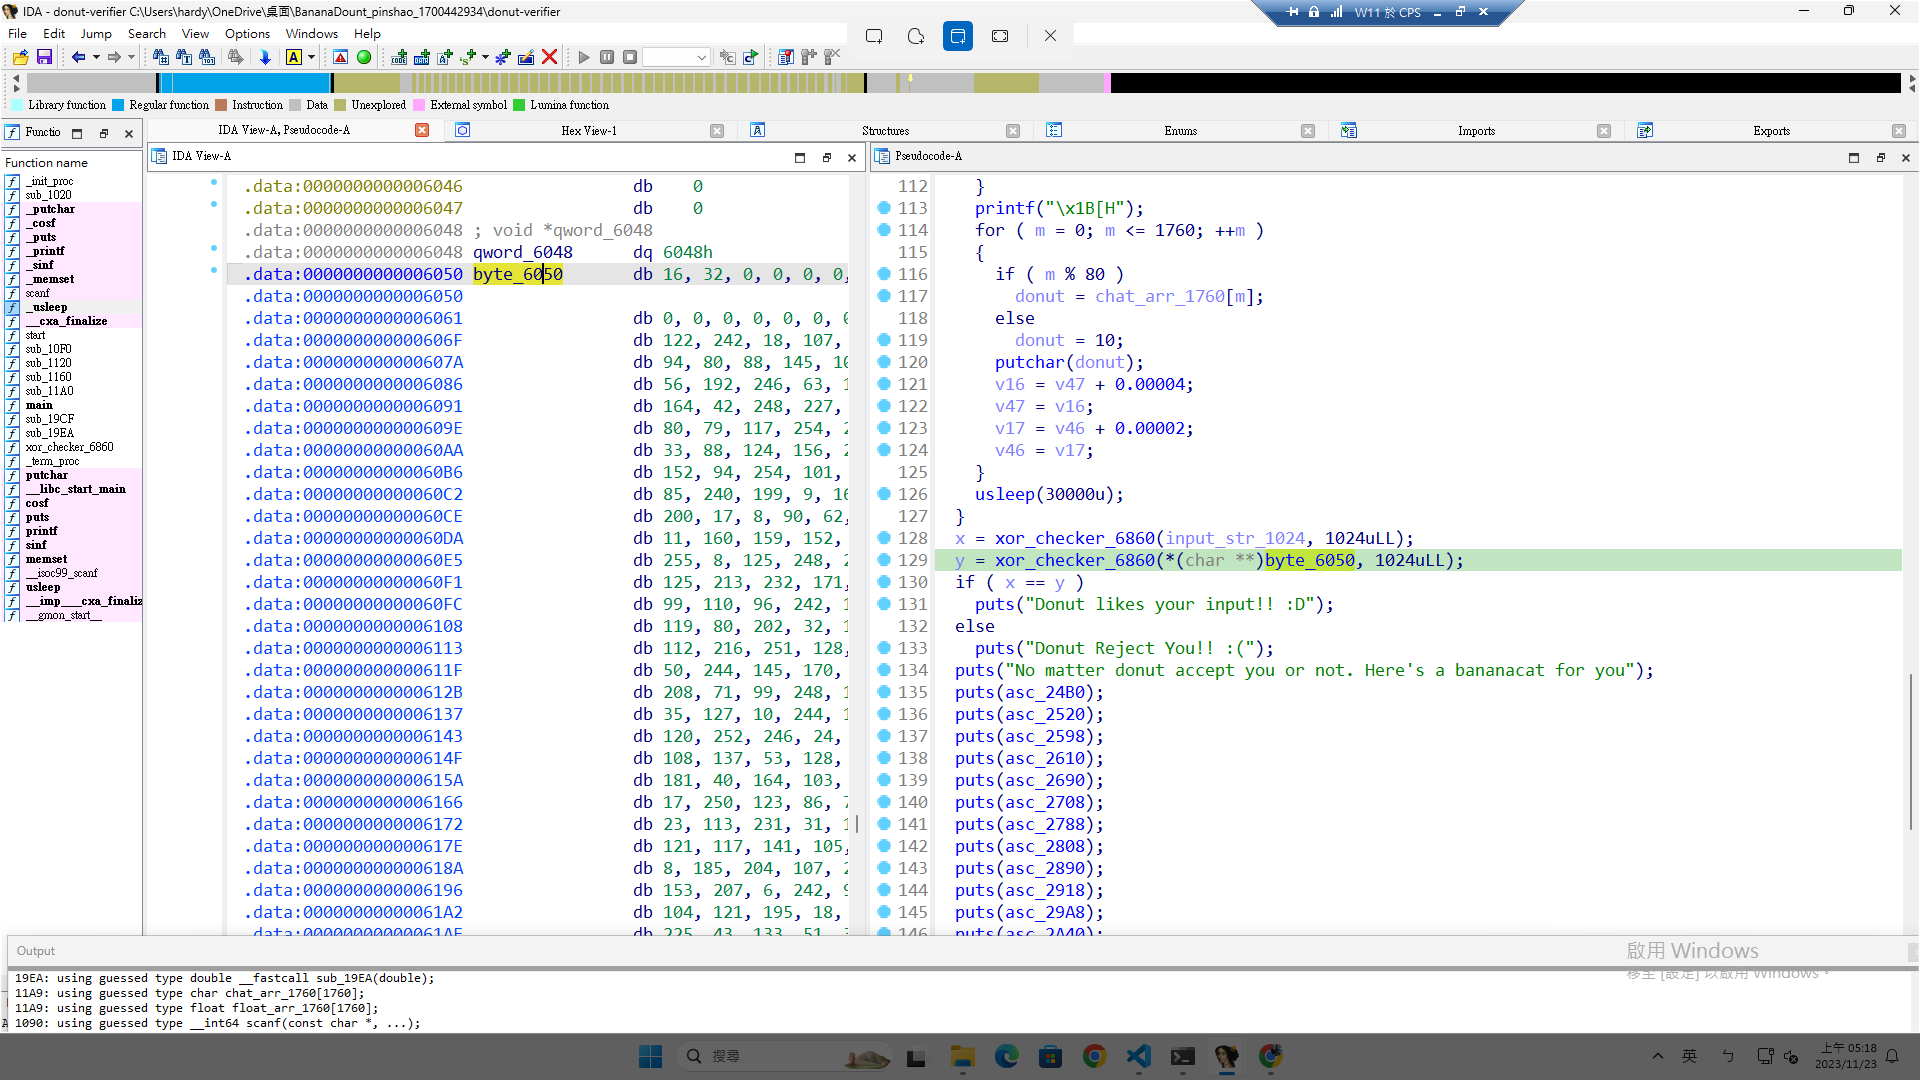 IDA - donut-verifier C:\Users\hardy\OneDrive\桌面\BananaDount_pinshao_1700442934\donut-verifier
W11 於 CPS
File Edit Jump Search View Options Windows Help
Library function Regular function Instruction Data Unexplored External symbol Lumina function
Functio
IDA View-A, Pseudocode-A
Hex View-1
Structures
Enums
Imports
Exports
Function name
_init_proc
sub_1020
_putchar
_cosf
_puts
_printf
_sinf
_memset
scanf
_usleep
__cxa_finalize
start
sub_10F0
sub_1120
sub_1160
sub_11A0
main
sub_19CF
sub_19EA
xor_checker_6860
_term_proc
putchar
__libc_start_main
cosf
puts
printf
sinf
memset
__isoc99_scanf
usleep
__imp___cxa_finaliz
__gmon_start__
IDA View-A
.data:0000000000006046 db 0
.data:0000000000006047 db 0
.data:0000000000006048 ; void *qword_6048
.data:0000000000006048 qword_6048 dq 6048h
.data:0000000000006050 byte_6050 db 16, 32, 0, 0, 0, 0,
.data:0000000000006050
.data:0000000000006061 db 0, 0, 0, 0, 0, 0, 0
.data:000000000000606F db 122, 242, 18, 107,
.data:000000000000607A db 94, 80, 88, 145, 10
.data:0000000000006086 db 56, 192, 246, 63, 1
.data:0000000000006091 db 164, 42, 248, 227,
.data:000000000000609E db 80, 79, 117, 254, 2
.data:00000000000060AA db 33, 88, 124, 156, 2
.data:00000000000060B6 db 152, 94, 254, 101,
.data:00000000000060C2 db 85, 240, 199, 9, 16
.data:00000000000060CE db 200, 17, 8, 90, 62,
.data:00000000000060DA db 11, 160, 159, 152,
.data:00000000000060E5 db 255, 8, 125, 248, 2
.data:00000000000060F1 db 125, 213, 232, 171,
.data:00000000000060FC db 99, 110, 96, 242, 1
.data:0000000000006108 db 119, 80, 202, 32, 1
.data:0000000000006113 db 112, 216, 251, 128,
.data:000000000000611F db 50, 244, 145, 170,
.data:000000000000612B db 208, 71, 99, 248, 1
.data:0000000000006137 db 35, 127, 10, 244, 1
.data:0000000000006143 db 120, 252, 246, 24,
.data:000000000000614F db 108, 137, 53, 128,
.data:000000000000615A db 181, 40, 164, 103,
.data:0000000000006166 db 17, 250, 123, 86, 7
.data:0000000000006172 db 23, 113, 231, 31, 1
.data:000000000000617E db 121, 117, 141, 105,
.data:000000000000618A db 8, 185, 204, 107, 2
.data:0000000000006196 db 153, 207, 6, 242, 9
.data:00000000000061A2 db 104, 121, 195, 18,
.data:00000000000061AE db 225, 43, 133, 51,
Pseudocode-A
112 }
113 printf("\x1B[H");
114 for ( m = 0; m <= 1760; ++m )
115 {
116 if ( m % 80 )
117 donut = chat_arr_1760[m];
118 else
119 donut = 10;
120 putchar(donut);
121 v16 = v47 + 0.00004;
122 v47 = v16;
123 v17 = v46 + 0.00002;
124 v46 = v17;
125 }
126 usleep(30000u);
127 }
128 x = xor_checker_6860(input_str_1024, 1024uLL);
129 y = xor_checker_6860(*(char **)byte_6050, 1024uLL);
130 if ( x == y )
131 puts("Donut likes your input!! :D");
132 else
133 puts("Donut Reject You!! :(");
134 puts("No matter donut accept you or not. Here's a bananacat for you");
135 puts(asc_24B0);
136 puts(asc_2520);
137 puts(asc_2598);
138 puts(asc_2610);
139 puts(asc_2690);
140 puts(asc_2708);
141 puts(asc_2788);
142 puts(asc_2808);
143 puts(asc_2890);
144 puts(asc_2918);
145 puts(asc_29A8);
146 puts(asc_2A40);
Output
19EA: using guessed type double __fastcall sub_19EA(double);
11A9: using guessed type char chat_arr_1760[1760];
11A9: using guessed type float float_arr_1760[1760];
1090: using guessed type __int64 scanf(const char *, ...);
啟用 Windows
移至 [設定] 以啟用 Windows。
搜尋
英
ㄅ
上午 05:18
2023/11/23